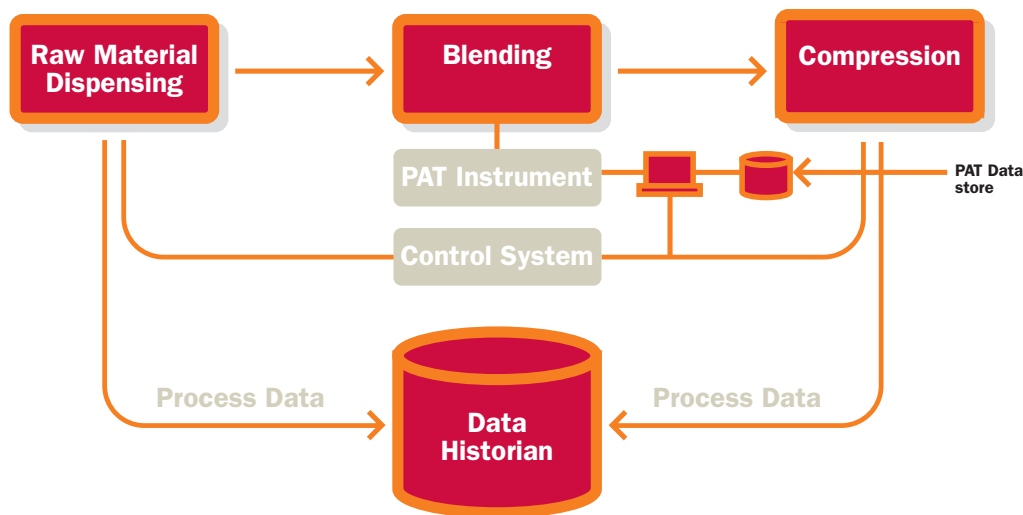 Raw Material
Dispensing
Blending
Compression
PAT Instrument
PAT Data
store
Control System
Process Data
Process Data
Data
Historian